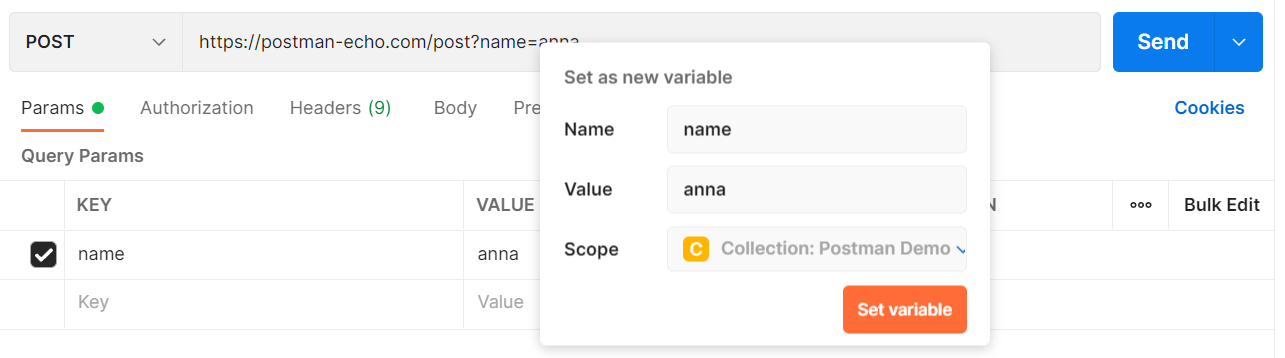 POST https://postman-echo.com/post?name=anna Send
Set as new variable
Params Authorization Headers (9) Body Pre Cookies
Name name
Query Params
Value anna
KEY VALUE N ooo Bulk Edit
name anna
Scope C Collection: Postman Demo
Key Value
Set variable